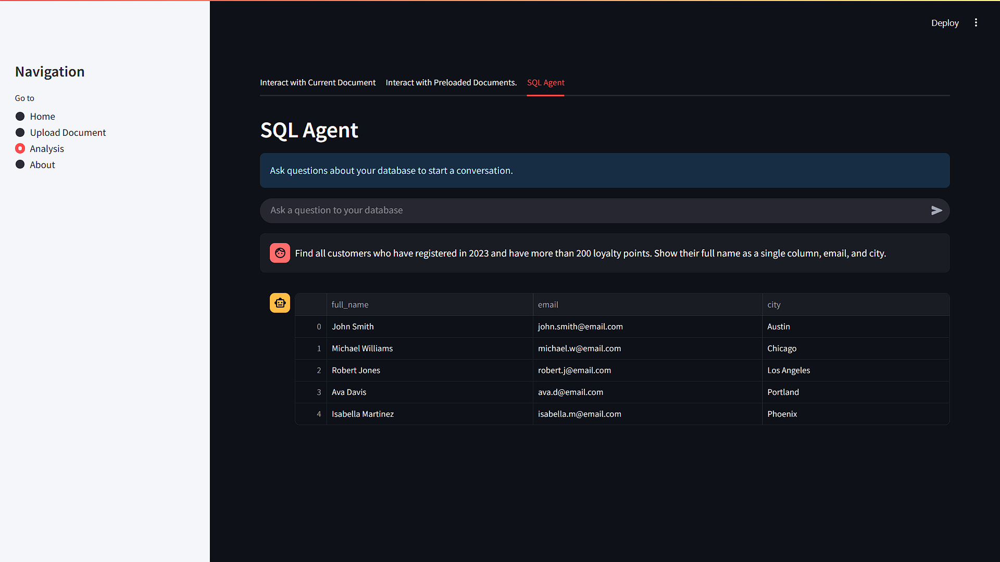 Deploy
Navigation
Go to
Home
Upload Document
Analysis
About
Interact with Current Document Interact with Preloaded Documents. SQL Agent
SQL Agent
Ask questions about your database to start a conversation.
Ask a question to your database
Find all customers who have registered in 2023 and have more than 200 loyalty points. Show their full name as a single column, email, and city.
full_name email city
0 John Smith john.smith@email.com Austin
1 Michael Williams michael.w@email.com Chicago
2 Robert Jones robert.j@email.com Los Angeles
3 Ava Davis ava.d@email.com Portland
4 Isabella Martinez isabella.m@email.com Phoenix